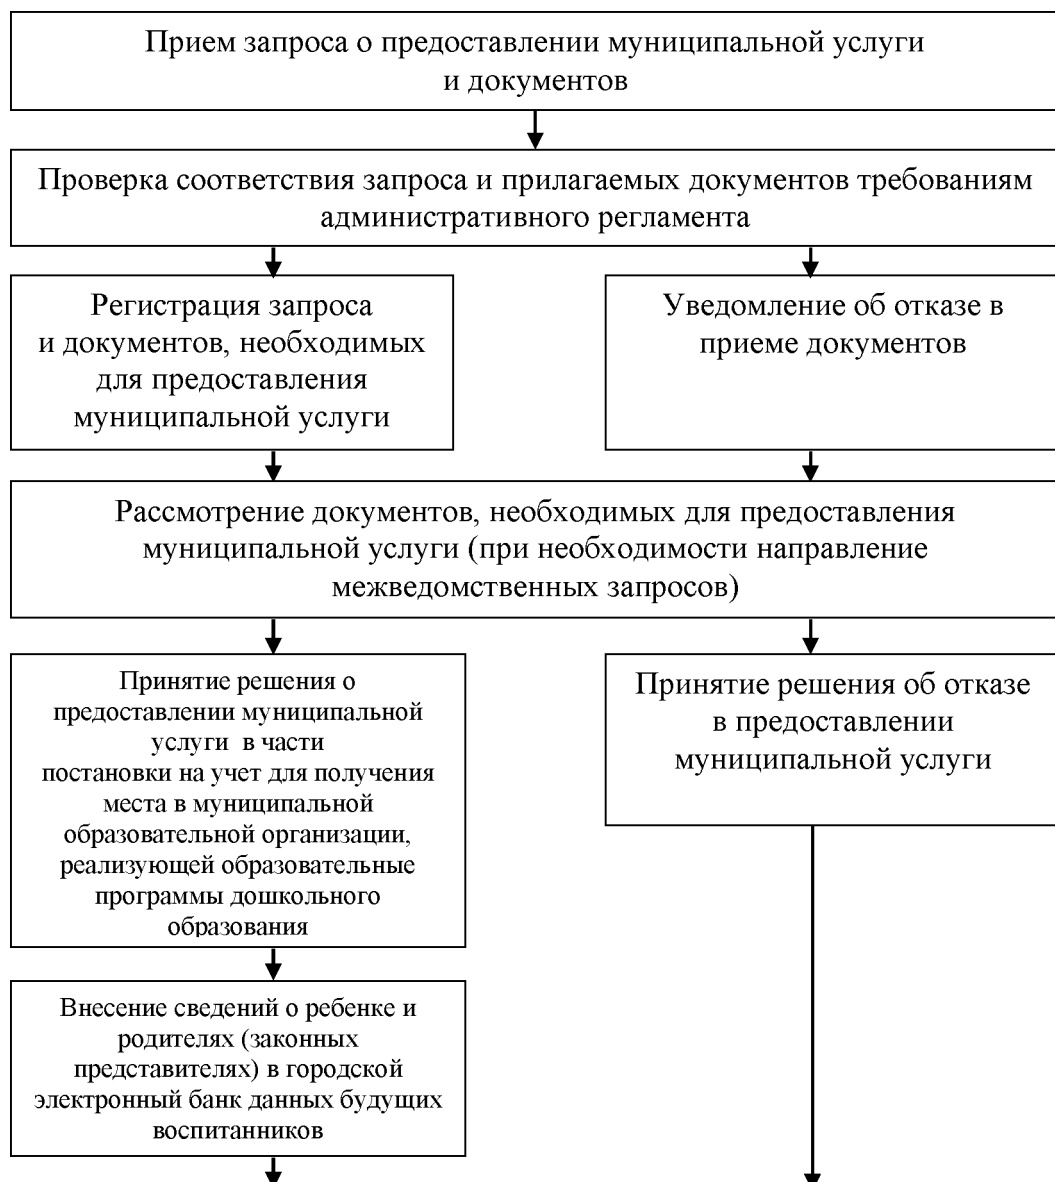 Прием запроса о предоставлении муниципальной услуги
и документов
Проверка соответствия запроса и прилагаемых документов требованиям
административного регламента
Регистрация запроса
и документов, необходимых
для предоставления
муниципальной услуги
Уведомление об отказе в
приеме документов
Рассмотрение документов, необходимых для предоставления
муниципальной услуги (при необходимости направление
межведомственных запросов)
Принятие решения о
предоставлении муниципальной
услуги в части
постановки на учет для получения
места в муниципальной
образовательной организации,
реализующей образовательные
программы дошкольного
образования
Принятие решения об отказе
в предоставлении
муниципальной услуги
Внесение сведений о ребенке и
родителях (законных
представителях) в городской
электронный банк данных будущих
воспитанников